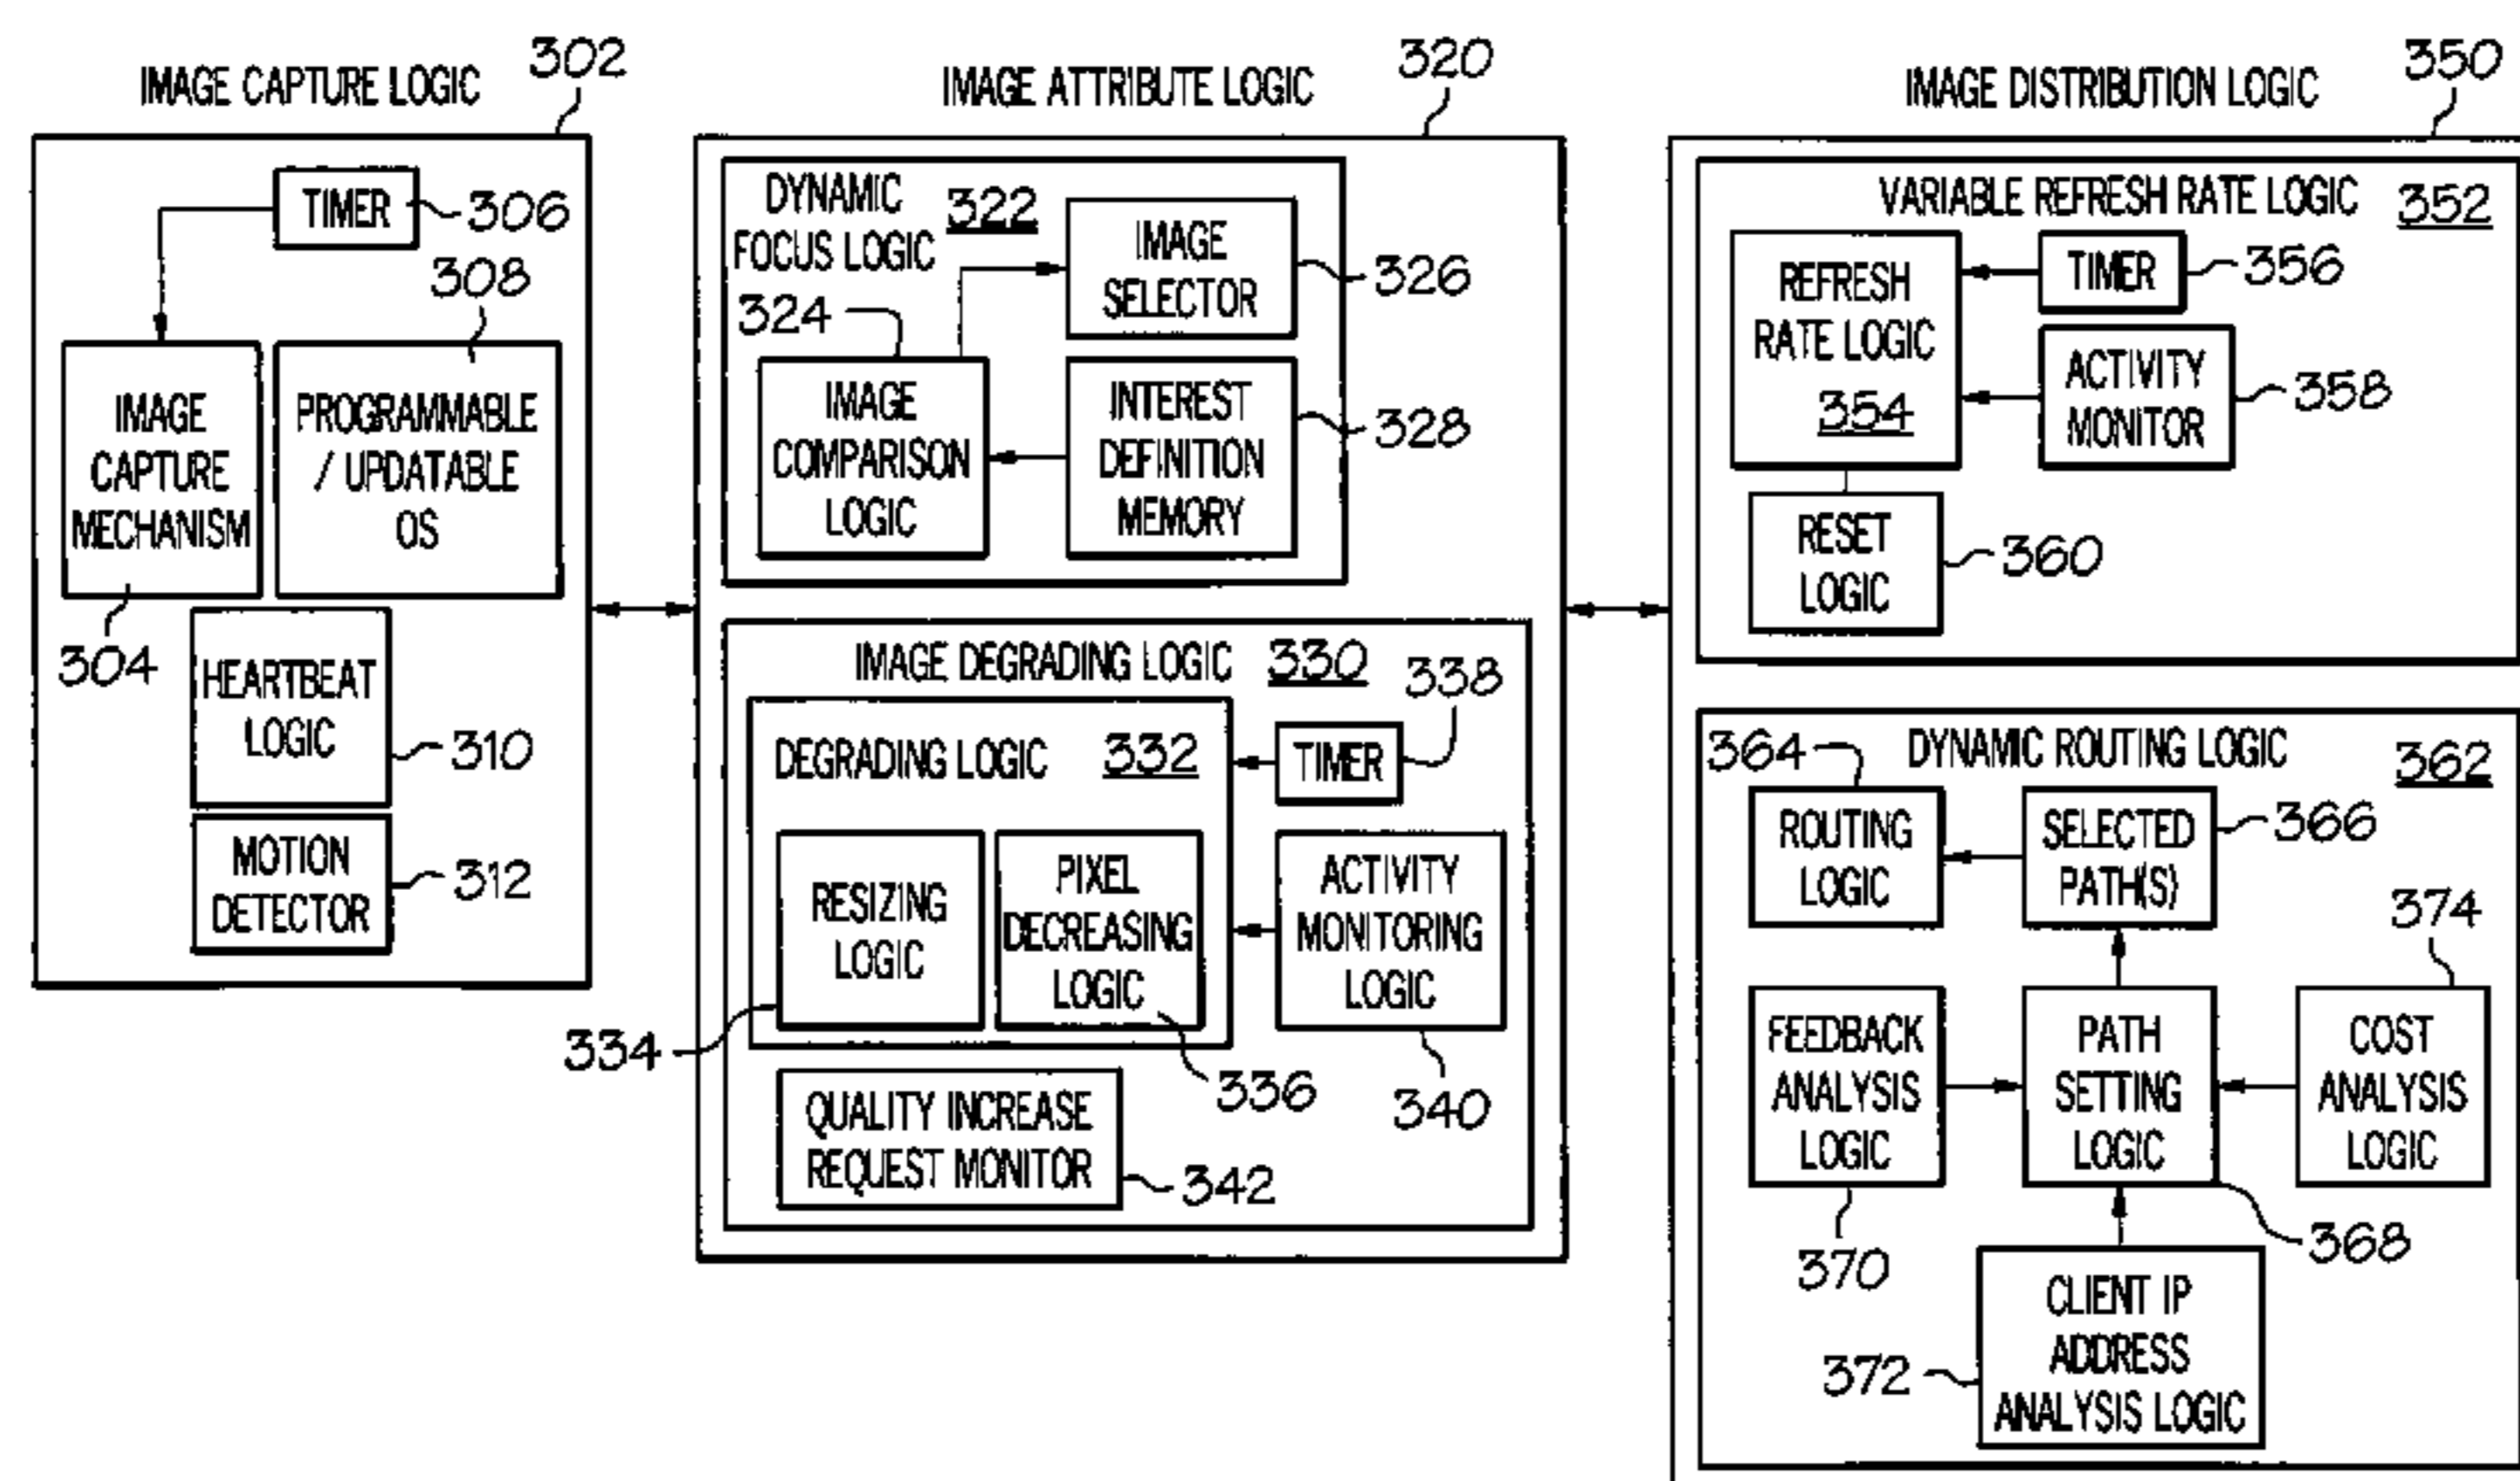 IMAGE CAPTURE LOGIC
302
TIMER
306
308
IMAGE
CAPTURE
MECHANISM
PROGRAMMABLE
/ UPDATABLE
OS
304
HEARTBEAT
LOGIC
310
MOTION
DETECTOR
312
IMAGE ATTRIBUTE LOGIC
320
DYNAMIC
FOCUS LOGIC
322
IMAGE
SELECTOR
326
324
IMAGE
COMPARISON
LOGIC
INTEREST
DEFINITION
MEMORY
328
IMAGE DEGRADING LOGIC
330
338
DEGRADING LOGIC
332
TIMER
RESIZING
LOGIC
PIXEL
DECREASING
LOGIC
ACTIVITY
MONITORING
LOGIC
334
336
340
QUALITY INCREASE
REQUEST MONITOR
342
IMAGE DISTRIBUTION LOGIC
350
VARIABLE REFRESH RATE LOGIC
352
REFRESH
RATE LOGIC
354
TIMER
356
ACTIVITY
MONITOR
358
RESET
LOGIC
360
364
DYNAMIC ROUTING LOGIC
362
ROUTING
LOGIC
SELECTED
PATH(S)
366
374
FEEDBACK
ANALYSIS
LOGIC
PATH
SETTING
LOGIC
COST
ANALYSIS
LOGIC
370
368
CLIENT IP
ADDRESS
ANALYSIS LOGIC
372